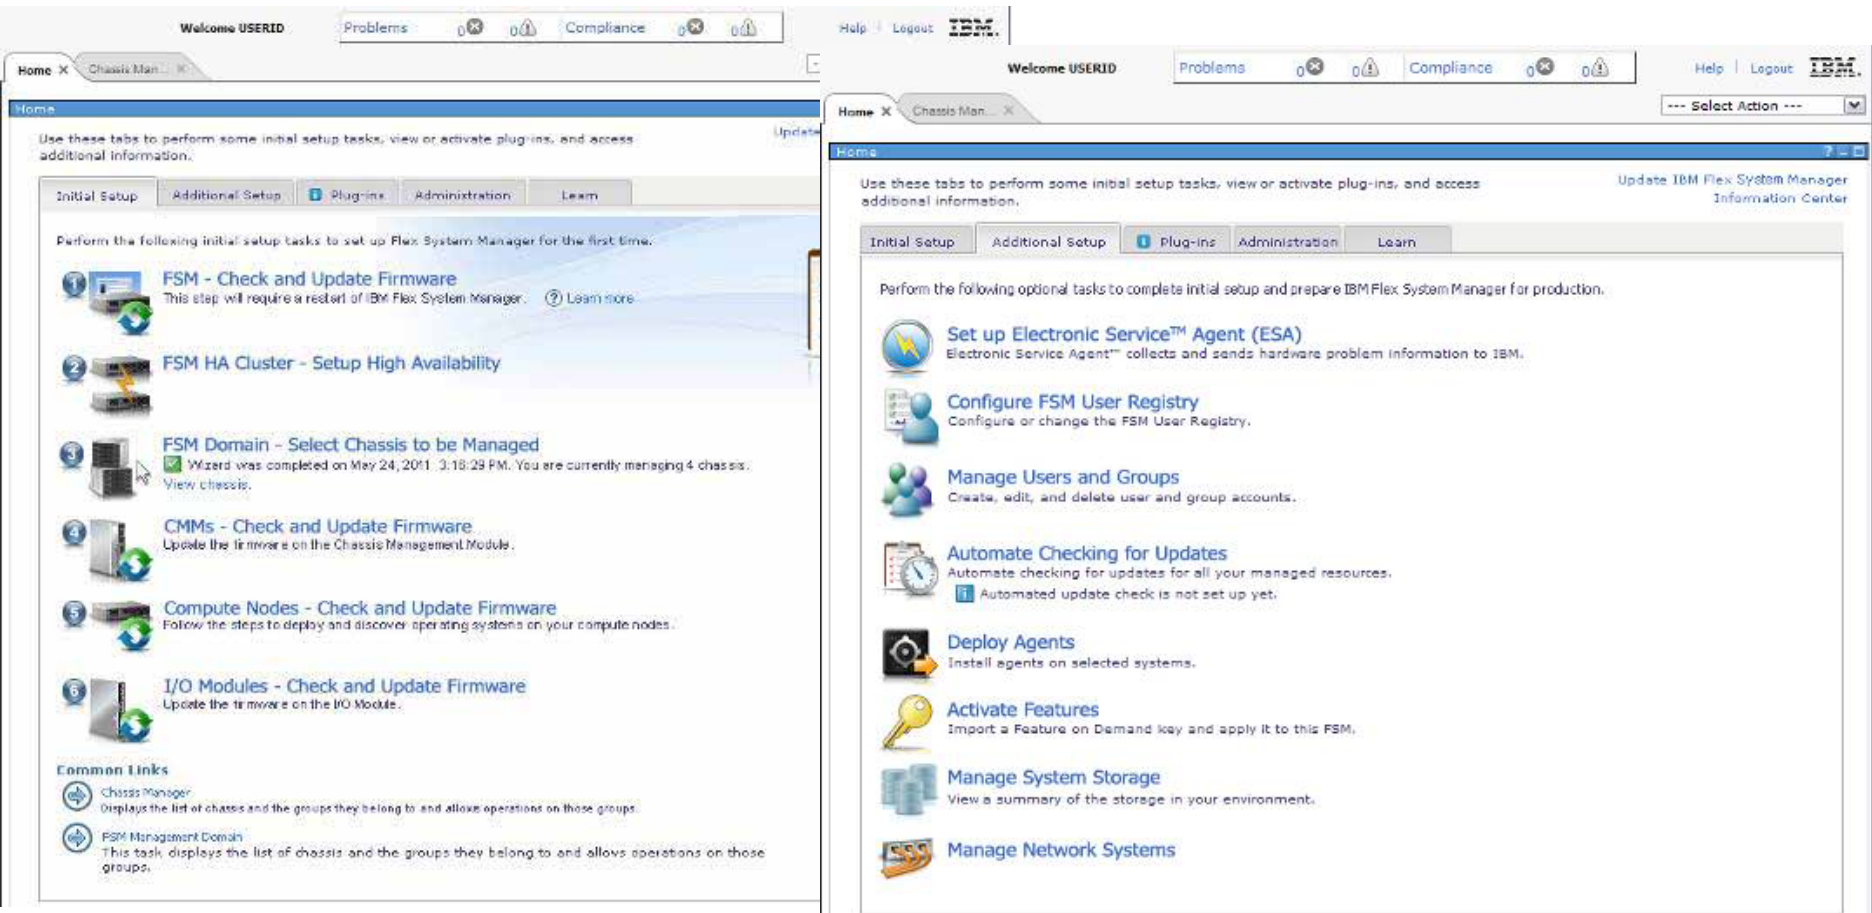 Welcome USERID
Problems 0 0 Compliance 0 0
Help Logout IBM.
Home X Chassis Man... X
Home
Use these tabs to perform some initial setup tasks, view or activate plug-ins, and access
additional information.
Update
Initial Setup Additional Setup Plug-ins Administration Learn
Perform the following initial setup tasks to set up Flex System Manager for the first time.
1 FSM - Check and Update Firmware
This step will require a restart of IBM Flex System Manager. ? Learn more
2 FSM HA Cluster - Setup High Availability
3 FSM Domain - Select Chassis to be Managed
Wizard was completed on May 24, 2011 3:16:29 PM. You are currently managing 4 chassis.
View chassis.
4 CMMs - Check and Update Firmware
Update the firmware on the Chassis Management Module.
5 Compute Nodes - Check and Update Firmware
Follow the steps to deploy and discover operating systems on your compute nodes.
6 I/O Modules - Check and Update Firmware
Update the firmware on the I/O Module.
Common Links
Chassis Manager
Displays the list of chassis and the groups they belong to and allows operations on those groups.
FSM Management Domain
This task displays the list of chassis and the groups they belong to and allows operations on those
groups.
Welcome USERID
Problems 0 0 Compliance 0 0
Help Logout IBM.
Home X Chassis Man... X
--- Select Action ---
Home
Use these tabs to perform some initial setup tasks, view or activate plug-ins, and access
additional information.
Update IBM Flex System Manager
Information Center
Initial Setup Additional Setup Plug-ins Administration Learn
Perform the following optional tasks to complete initial setup and prepare IBM Flex System Manager for production.
Set up Electronic Service™ Agent (ESA)
Electronic Service Agent™ collects and sends hardware problem information to IBM.
Configure FSM User Registry
Configure or change the FSM User Registry.
Manage Users and Groups
Create, edit, and delete user and group accounts.
Automate Checking for Updates
Automate checking for updates for all your managed resources.
Automated update check is not set up yet.
Deploy Agents
Install agents on selected systems.
Activate Features
Import a Feature on Demand key and apply it to this FSM.
Manage System Storage
View a summary of the storage in your environment.
Manage Network Systems